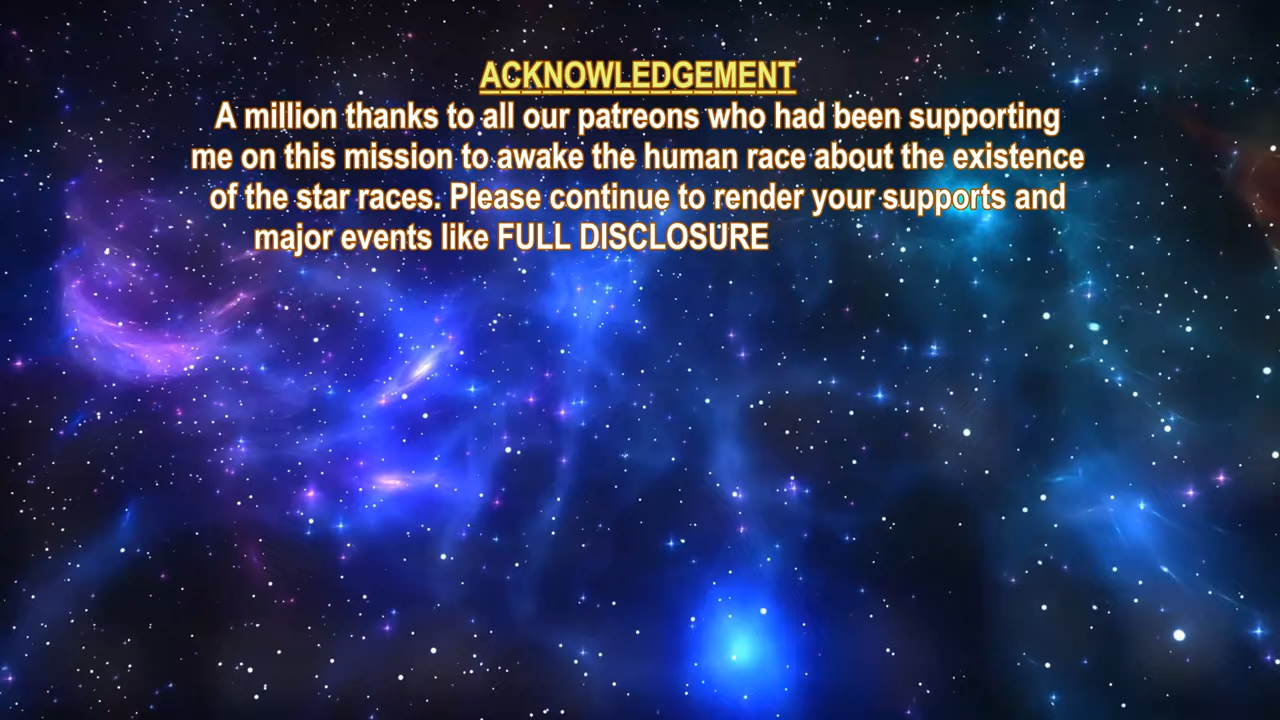 ACKNOWLEDGEMENT
A million thanks to all our patreons who had been supporting
me on this mission to awake the human race about the existence
of the star races. Please continue to render your supports and
major events like FULL DISCLOSURE